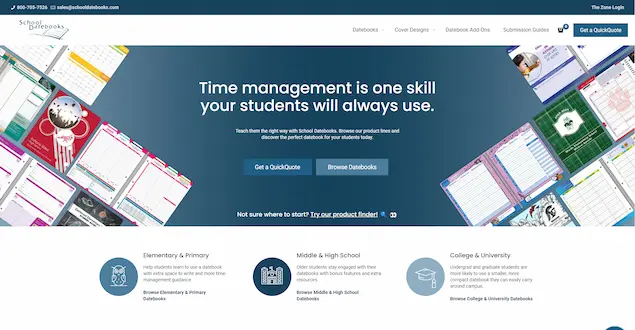 800-705-7526 sales@schooldatebooks.com
The Zone Login
School
Datebooks
Datebooks
Cover Designs
Datebook Add-Ons
Submission Guides
0
Get a QuickQuote
Time management is one skill
your students will always use.
Teach them the right way with School Datebooks. Browse our product lines and
discover the perfect datebook for your students today.
Get a QuickQuote
Browse Datebooks
Not sure where to start? Try our product finder!
Elementary & Primary
Help students learn to use a datebook
with extra space to write and more time
management guidance
Browse Elementary & Primary
Datebooks
Middle & High School
Older students stay engaged with their
datebooks with bonus features and extra
resources.
Browse Middle & High School
Datebooks
College & University
Undergrad and graduate students are
more likely to use a smaller, more
compact datebook they can easily carry
around campus.
Browse College & University Datebooks